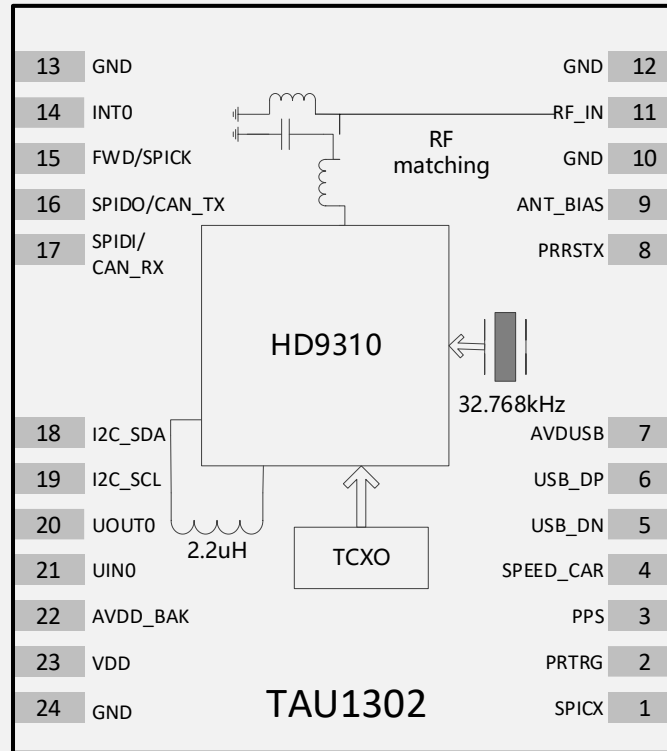 13 GND GND 12
14 INT0 RF_IN 11
RF
15 FWD/SPICK matching GND 10
16 SPIDO/CAN_TX ANT_BIAS 9
17 SPIDI/ PRRSTX 8
CAN_RX
HD9310
32.768kHz
18 I2C_SDA AVDUSB 7
19 I2C_SCL USB_DP 6
20 UOUT0 USB_DN 5
2.2uH TCXO
21 UIN0 SPEED_CAR 4
22 AVDD_BAK PPS 3
23 VDD PRTRG 2
24 GND TAU1302 SPICX 1